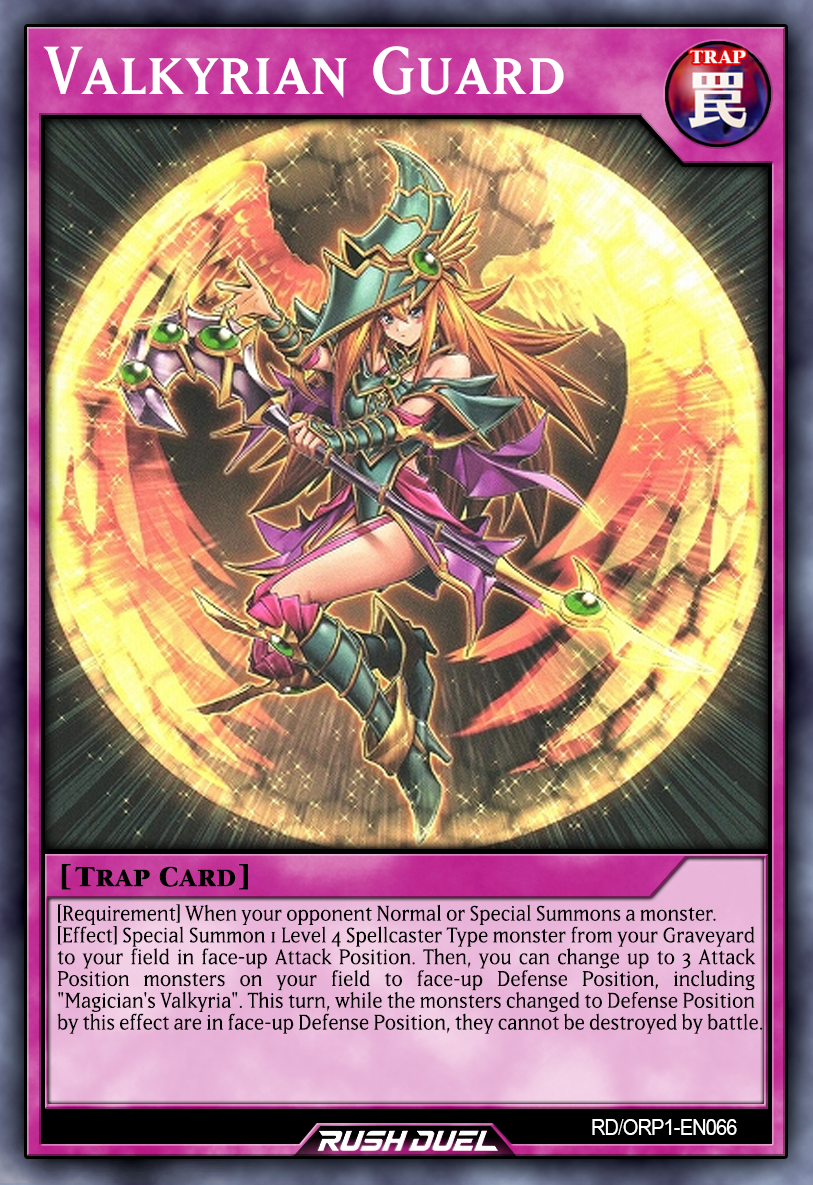 Valkyrian Guard
TRAP
罠
[Trap Card]
[Requirement] When your opponent Normal or Special Summons a monster.
[Effect] Special Summon 1 Level 4 Spellcaster Type monster from your Graveyard
to your field in face-up Attack Position. Then, you can change up to 3 Attack
Position monsters on your field to face-up Defense Position, including
"Magician's Valkyria". This turn, while the monsters changed to Defense Position
by this effect are in face-up Defense Position, they cannot be destroyed by battle.
RD/ORP1-EN066
RUSH DUEL